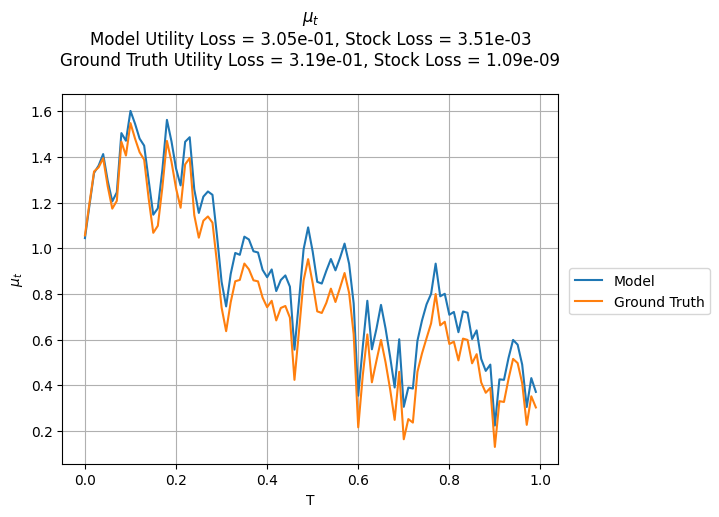 μₜ
Model Utility Loss = 3.05e-01, Stock Loss = 3.51e-03
Ground Truth Utility Loss = 3.19e-01, Stock Loss = 1.09e-09
1.6
1.4
1.2
1.0
0.8
0.6
0.4
0.2
μₜ
0.0 0.2 0.4 0.6 0.8 1.0
T
Model
Ground Truth